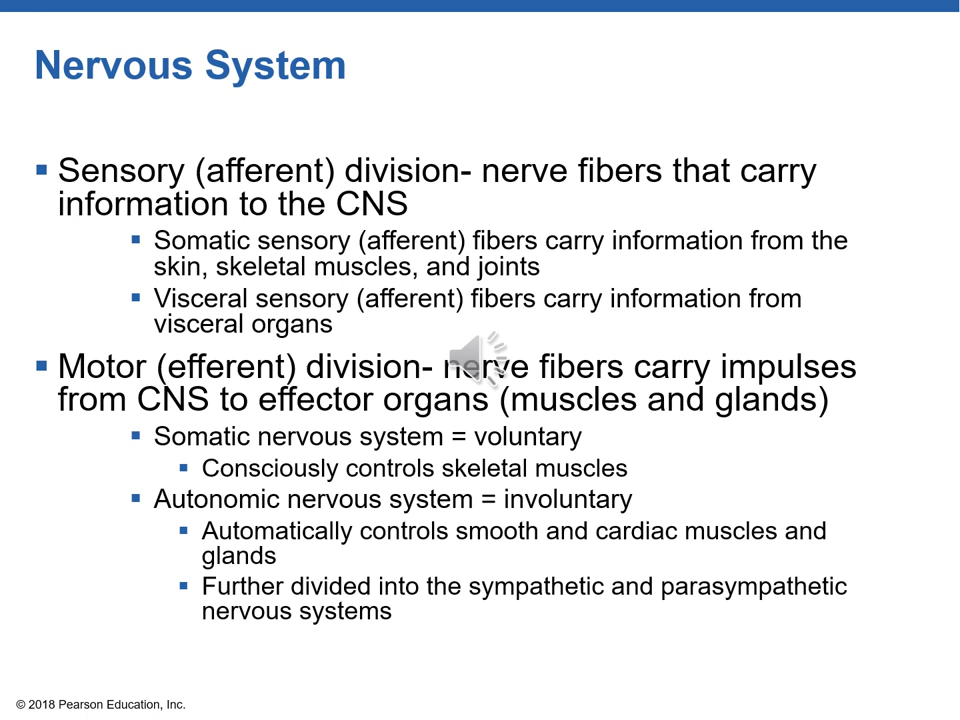 Nervous System
Sensory (afferent) division- nerve fibers that carry
information to the CNS
Somatic sensory (afferent) fibers carry information from the
skin, skeletal muscles, and joints
Visceral sensory (afferent) fibers carry information from
visceral organs
Motor (efferent) division- nerve fibers carry impulses
from CNS to effector organs (muscles and glands)
Somatic nervous system = voluntary
Consciously controls skeletal muscles
Autonomic nervous system = involuntary
Automatically controls smooth and cardiac muscles and
glands
Further divided into the sympathetic and parasympathetic
nervous systems
© 2018 Pearson Education, Inc.